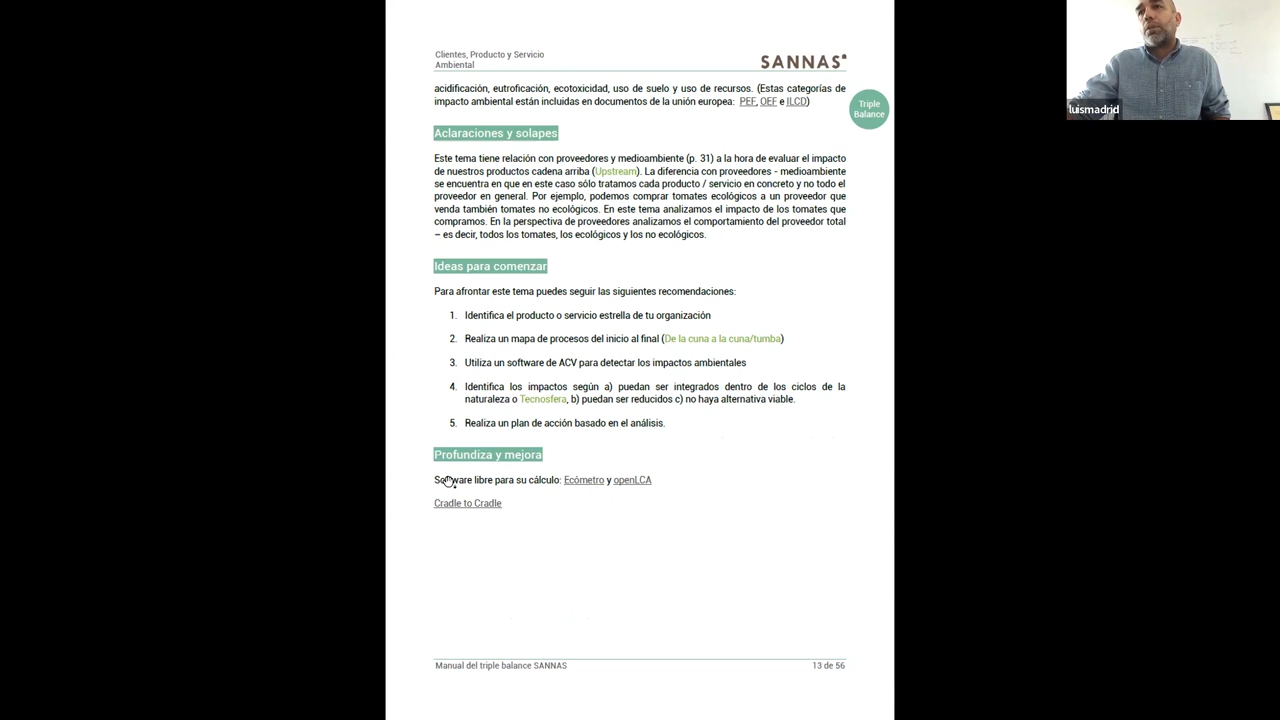 Clientes, Producto y Servicio
Ambiental
SANNAS
luismadrid
Triple
Balance
acidificación, eutroficación, ecotoxicidad, uso de suelo y uso de recursos. (Estas categorías de
impacto ambiental están incluidas en documentos de la unión europea: PEF, OEF e ILCD)
Aclaraciones y solapes
Este tema tiene relación con proveedores y medioambiente (p. 31) a la hora de evaluar el impacto
de nuestros productos cadena arriba (Upstream). La diferencia con proveedores - medioambiente
se encuentra en que en este caso sólo tratamos cada producto / servicio en concreto y no todo el
proveedor en general. Por ejemplo, podemos comprar tomates ecológicos a un proveedor que
venda también tomates no ecológicos. En este tema analizamos el impacto de los tomates que
compramos. En la perspectiva de proveedores analizamos el comportamiento del proveedor total
– es decir, todos los tomates, los ecológicos y los no ecológicos.
Ideas para comenzar
Para afrontar este tema puedes seguir las siguientes recomendaciones:
1. Identifica el producto o servicio estrella de tu organización
2. Realiza un mapa de procesos del inicio al final (De la cuna a la cuna/tumba)
3. Utiliza un software de ACV para detectar los impactos ambientales
4. Identifica los impactos según a) puedan ser integrados dentro de los ciclos de la
naturaleza o Tecnosfera, b) puedan ser reducidos c) no haya alternativa viable.
5. Realiza un plan de acción basado en el análisis.
Profundiza y mejora
Software libre para su cálculo: Ecómetro y openLCA
Cradle to Cradle
Manual del triple balance SANNAS
13 de 56